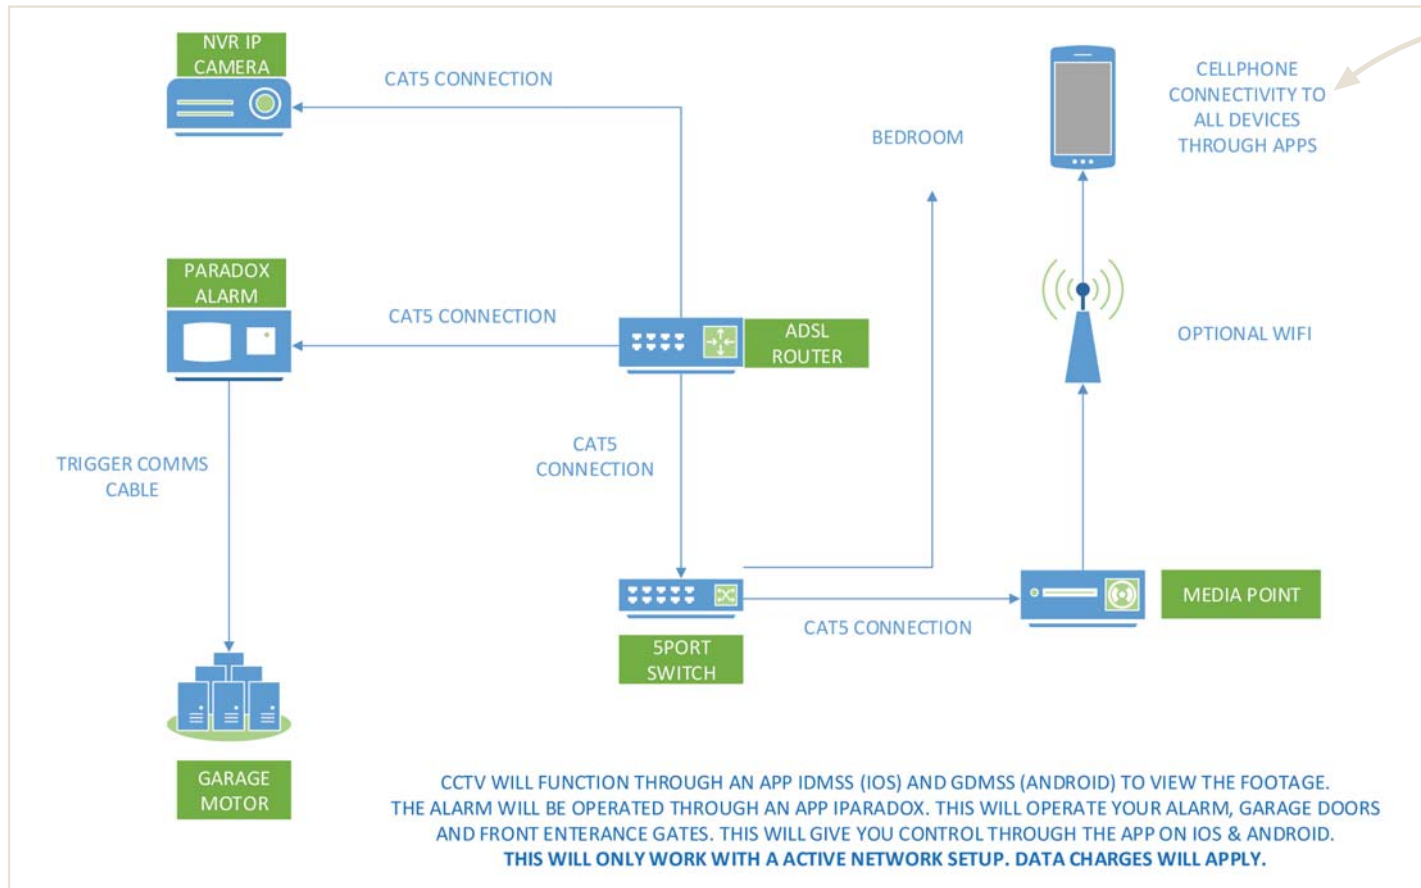 NVR IP
CAMERA
CAT5 CONNECTION
CELLPHONE
CONNECTIVITY TO
ALL DEVICES
THROUGH APPS
BEDROOM
PARADOX
ALARM
CAT5 CONNECTION
ADSL
ROUTER
OPTIONAL WIFI
TRIGGER COMMS
CABLE
CAT5
CONNECTION
MEDIA POINT
CAT5 CONNECTION
5PORT
SWITCH
GARAGE
MOTOR
CCTV WILL FUNCTION THROUGH AN APP IDMSS (IOS) AND GDMSS (ANDROID) TO VIEW THE FOOTAGE.
THE ALARM WILL BE OPERATED THROUGH AN APP IPARADOX. THIS WILL OPERATE YOUR ALARM, GARAGE DOORS
AND FRONT ENTERANCE GATES. THIS WILL GIVE YOU CONTROL THROUGH THE APP ON IOS & ANDROID.
THIS WILL ONLY WORK WITH A ACTIVE NETWORK SETUP. DATA CHARGES WILL APPLY.